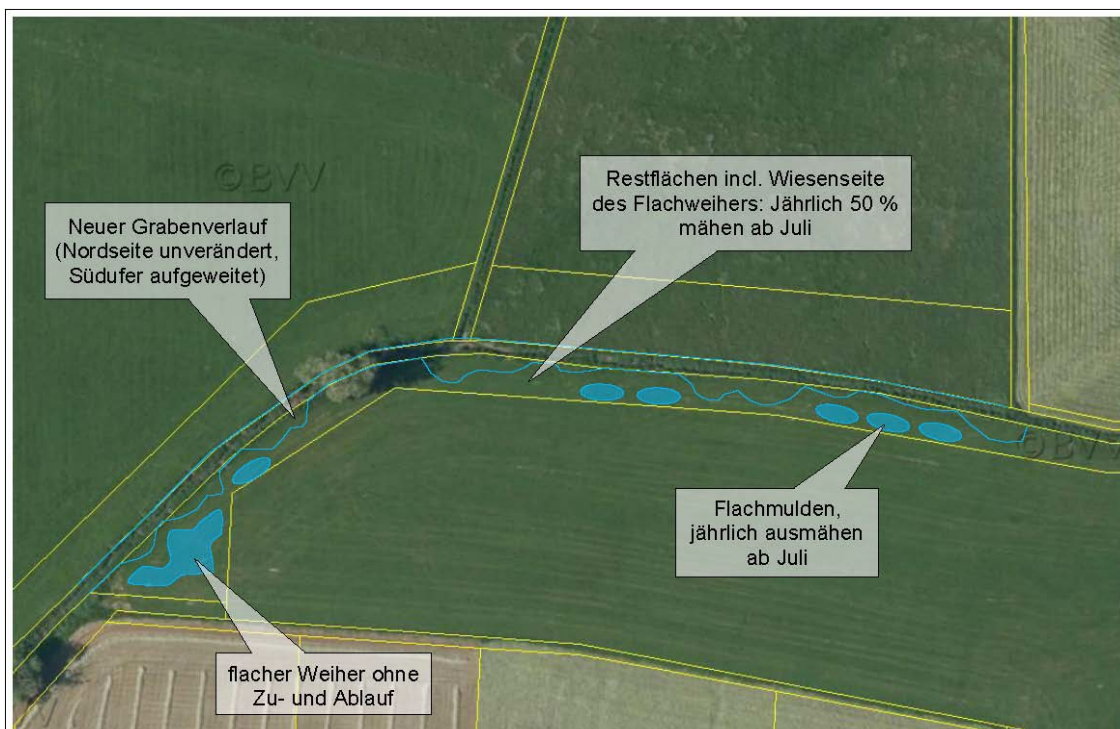 ©BVV
Restflächen incl. Wiesenseite
des Flachweihers: Jährlich 50 %
mähen ab Juli
Neuer Grabenverlauf
(Nordseite unverändert,
Südufer aufgeweitet)
©BVV
Flachmulden,
jährlich ausmähen
ab Juli
flacher Weiher ohne
Zu- und Ablauf